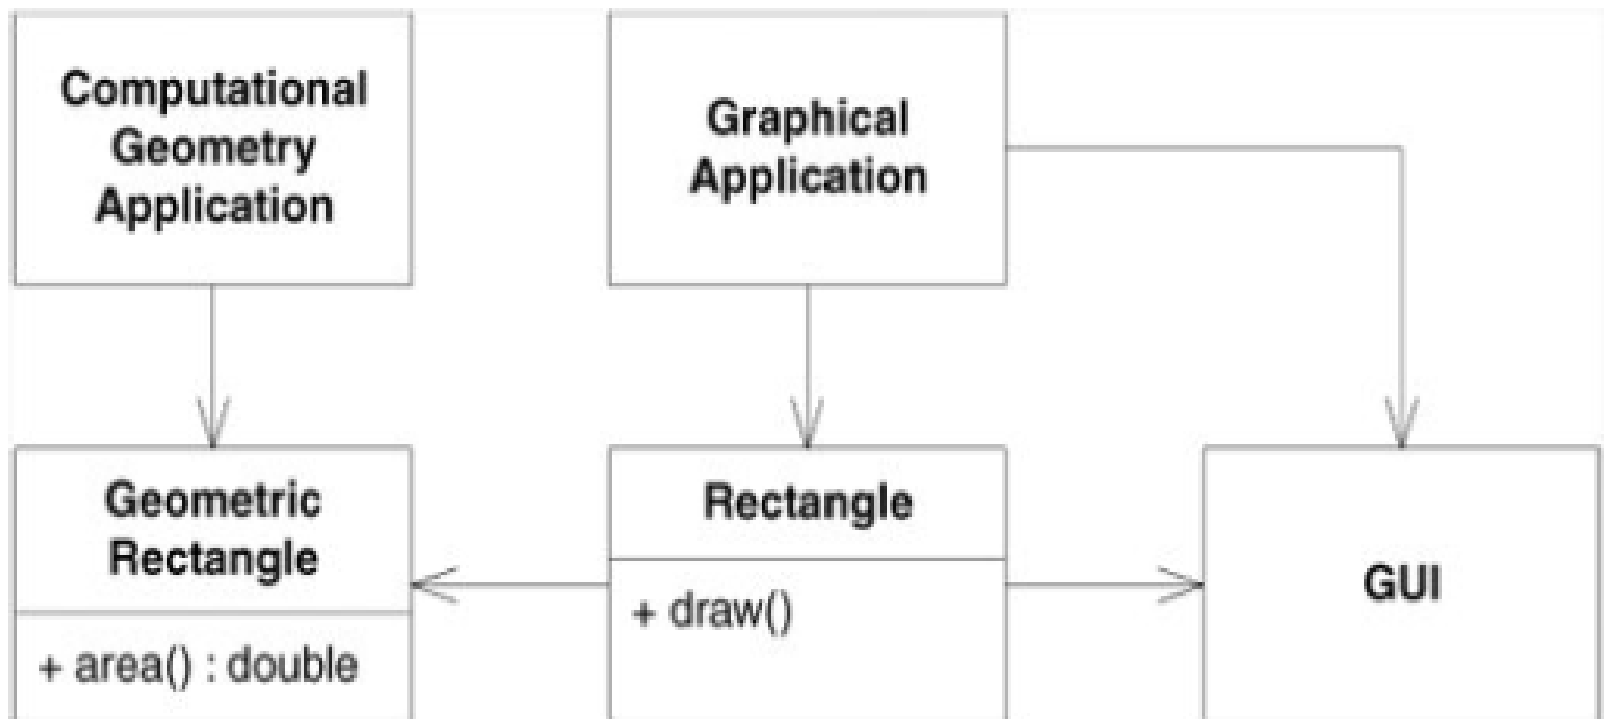 Computational
Geometry
Application
Graphical
Application
Geometric
Rectangle
+ area() : double
Rectangle
+ draw()
GUI